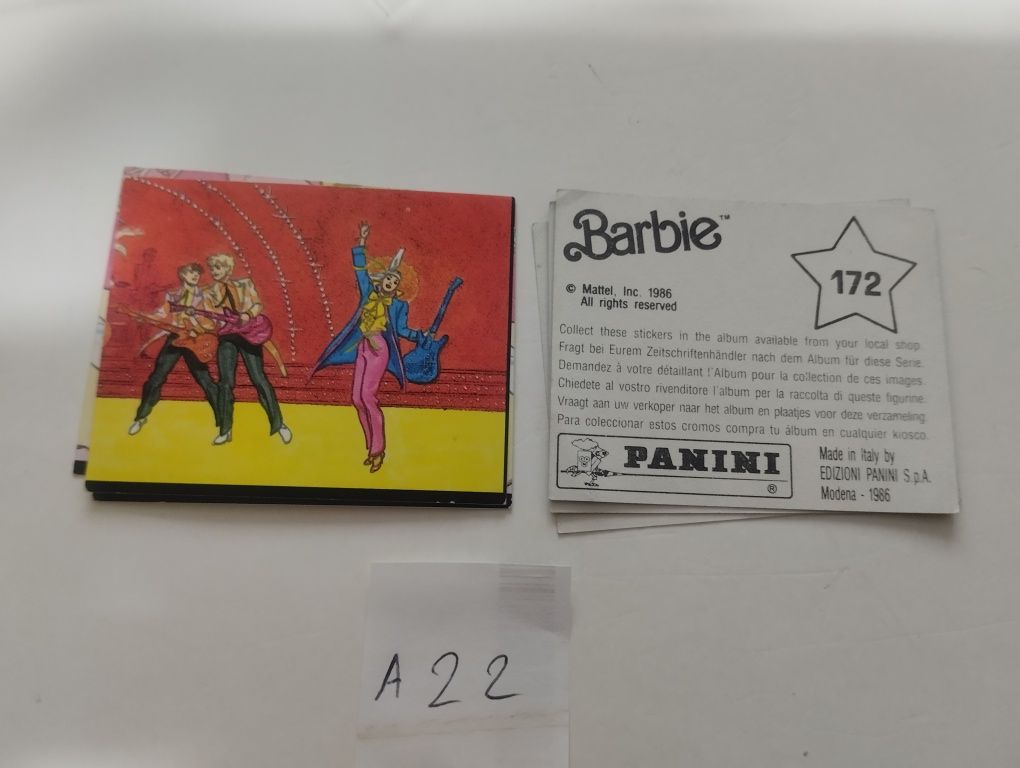 Barbie™
172
© Mattel, Inc. 1986
All rights reserved
Collect these stickers in the album available from your local shop.
Fragt bei Eurem Zeitschriftenhändler nach dem Album für diese Serie.
Demandez à votre détaillant l'Album pour la collection de ces images.
Chiedete al vostro rivenditore l'album per la raccolta di queste figurine.
Vraagt aan uw verkoper naar het album en plaatjes voor deze verzameling.
Para coleccionar estos cromos compra tu álbum en cualquier kiosco.
PANINI
®
Made in Italy by
EDIZIONI PANINI S.p.A.
Modena - 1986
A22